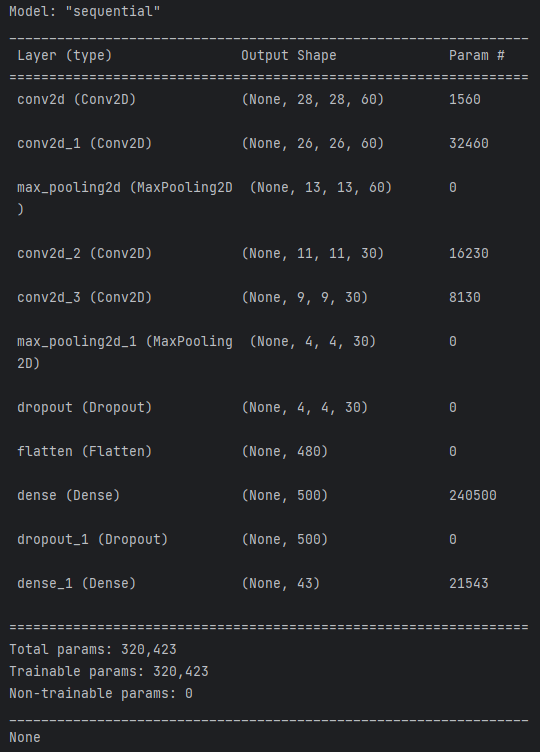 Model: "sequential"
_________________________________________________________________
 Layer (type)                Output Shape              Param #
=================================================================
 conv2d (Conv2D)             (None, 28, 28, 60)        1560
 conv2d_1 (Conv2D)           (None, 26, 26, 60)        32460
 max_pooling2d (MaxPooling2D  (None, 13, 13, 60)       0
 )
 conv2d_2 (Conv2D)           (None, 11, 11, 30)        16230
 conv2d_3 (Conv2D)           (None, 9, 9, 30)          8130
 max_pooling2d_1 (MaxPooling  (None, 4, 4, 30)         0
 2D)
 dropout (Dropout)           (None, 4, 4, 30)          0
 flatten (Flatten)           (None, 480)               0
 dense (Dense)               (None, 500)               240500
 dropout_1 (Dropout)         (None, 500)               0
 dense_1 (Dense)             (None, 43)                21543
=================================================================
Total params: 320,423
Trainable params: 320,423
Non-trainable params: 0
_________________________________________________________________
None